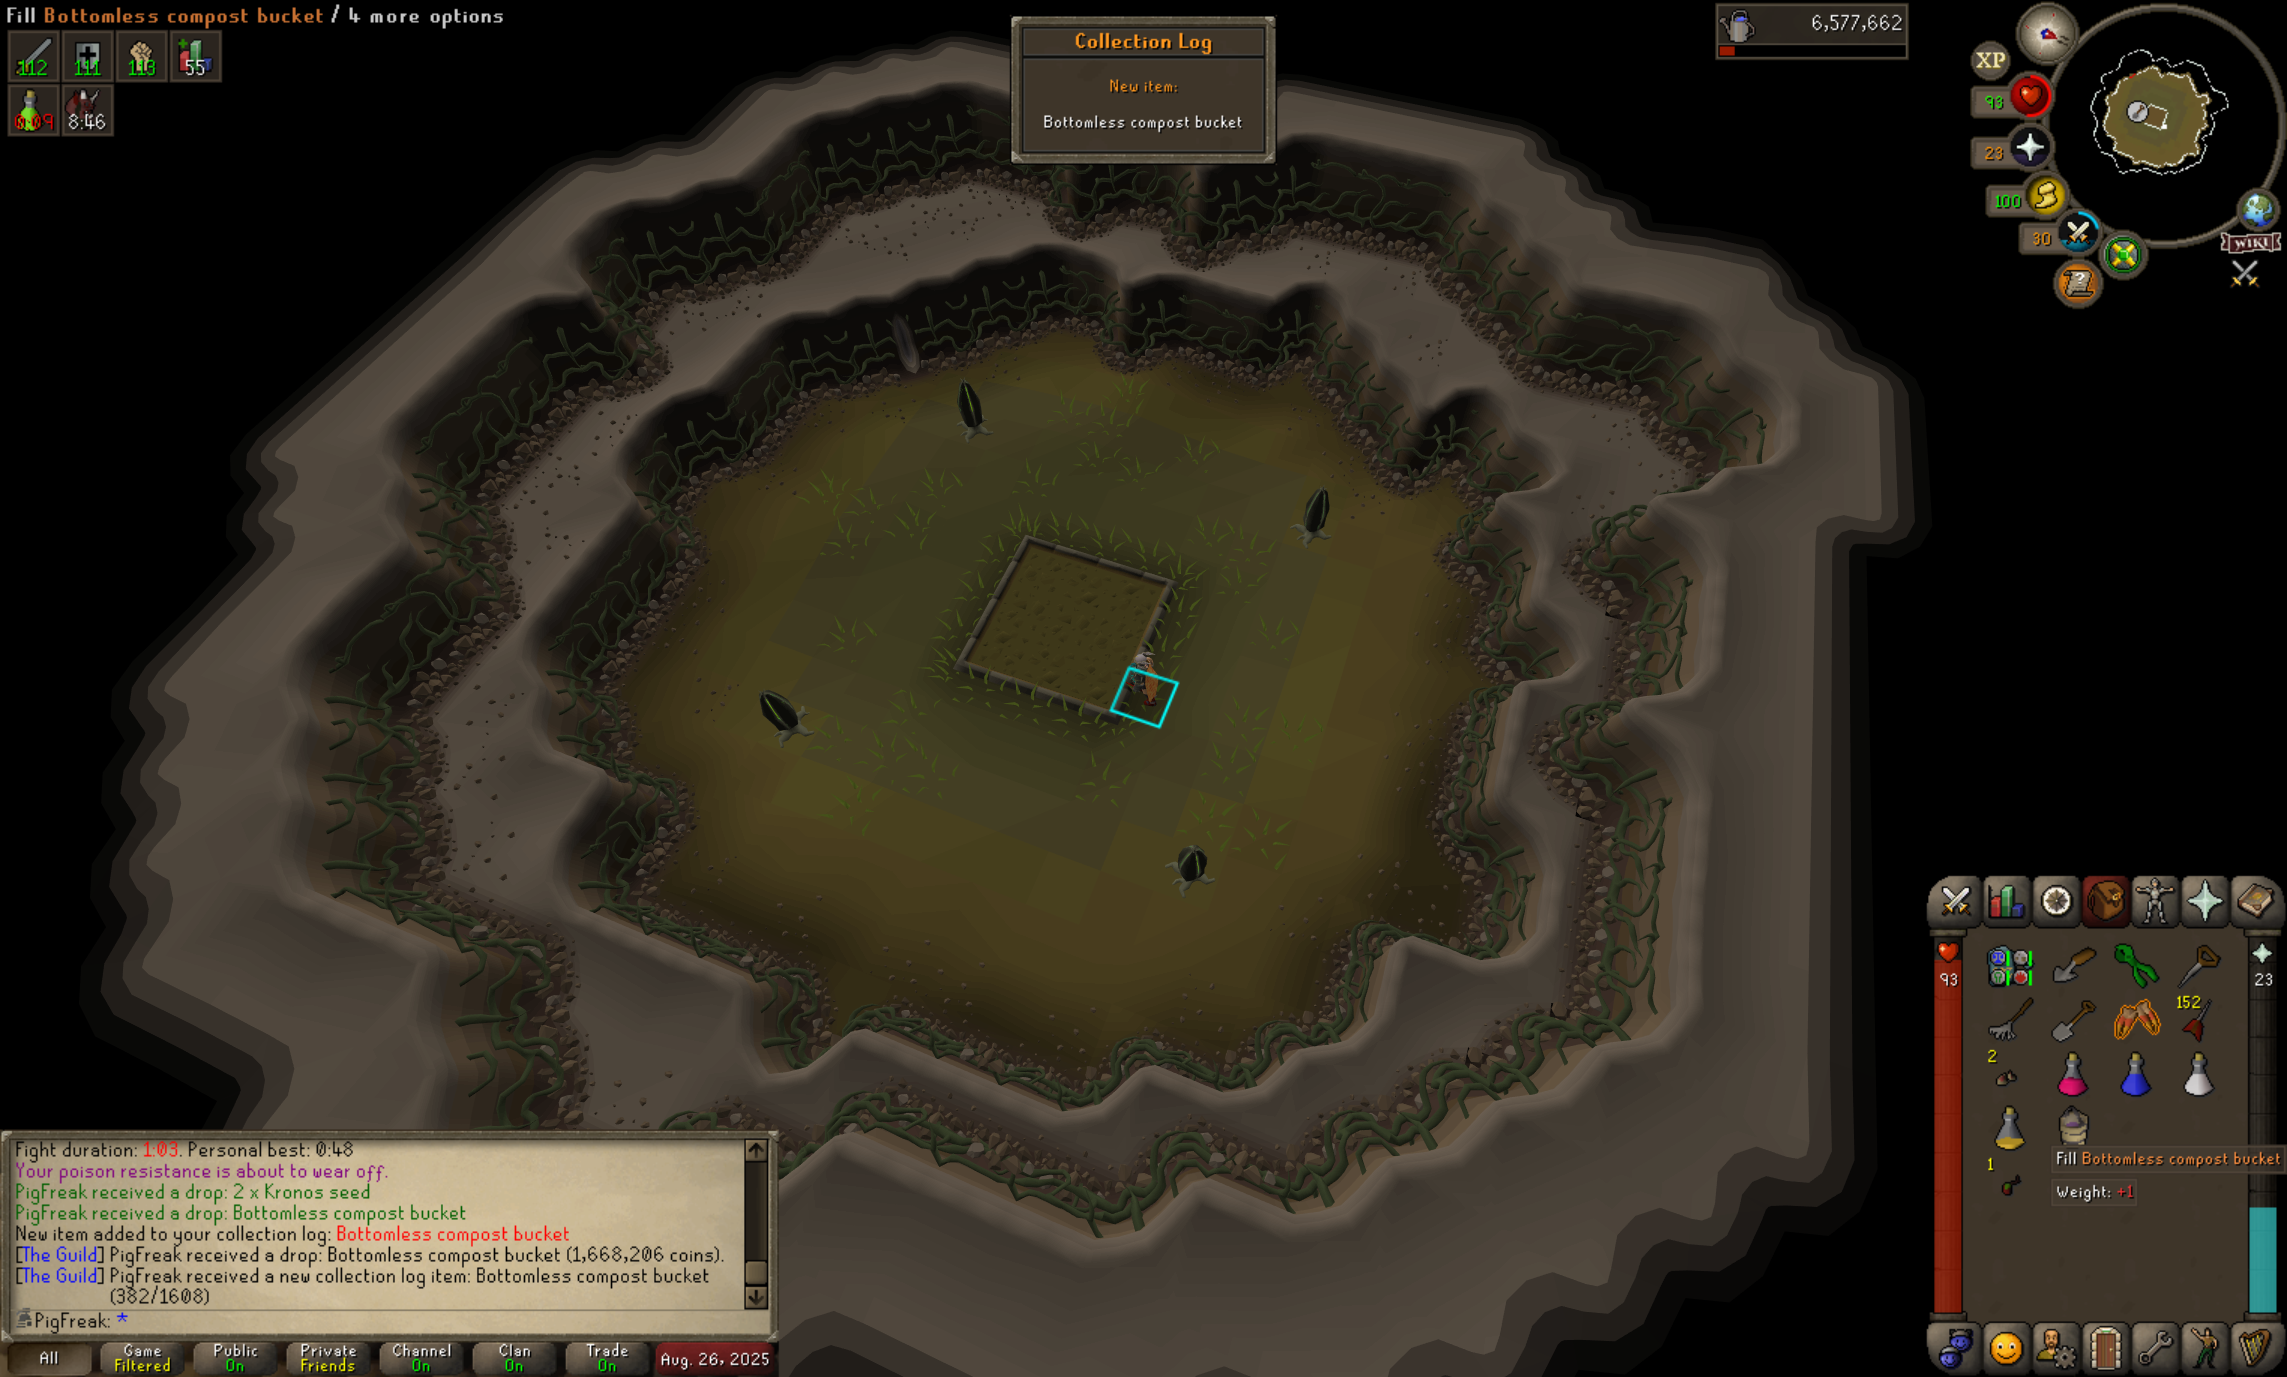 Fill Bottomless compost bucket / 4 more options
112
111
113
55
0:09
8:46
Collection Log
New item:
Bottomless compost bucket
6,577,662
XP
93
23
100
30
WIKI
93
23
152
2
1
Fill Bottomless compost bucket
Weight: +1
Fight duration: 1:03. Personal best: 0:48
Your poison resistance is about to wear off.
PigFreak received a drop: 2 x Kronos seed
PigFreak received a drop: Bottomless compost bucket
New item added to your collection log: Bottomless compost bucket
[The Guild] PigFreak received a drop: Bottomless compost bucket (1,668,206 coins).
[The Guild] PigFreak received a new collection log item: Bottomless compost bucket
(382/1608)
PigFreak: *
All
Game
Filtered
Public
On
Private
Friends
Channel
On
Clan
On
Trade
On
Aug. 26, 2025